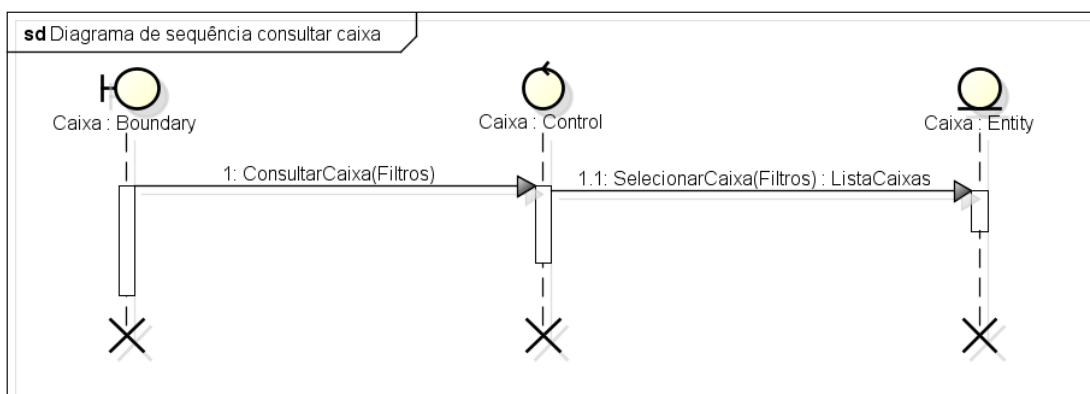 sd Diagrama de sequência consultar caixa
Caixa : Boundary
Caixa : Control
Caixa : Entity
1: ConsultarCaixa(Filtros)
1.1: SelecionarCaixa(Filtros) : ListaCaixas